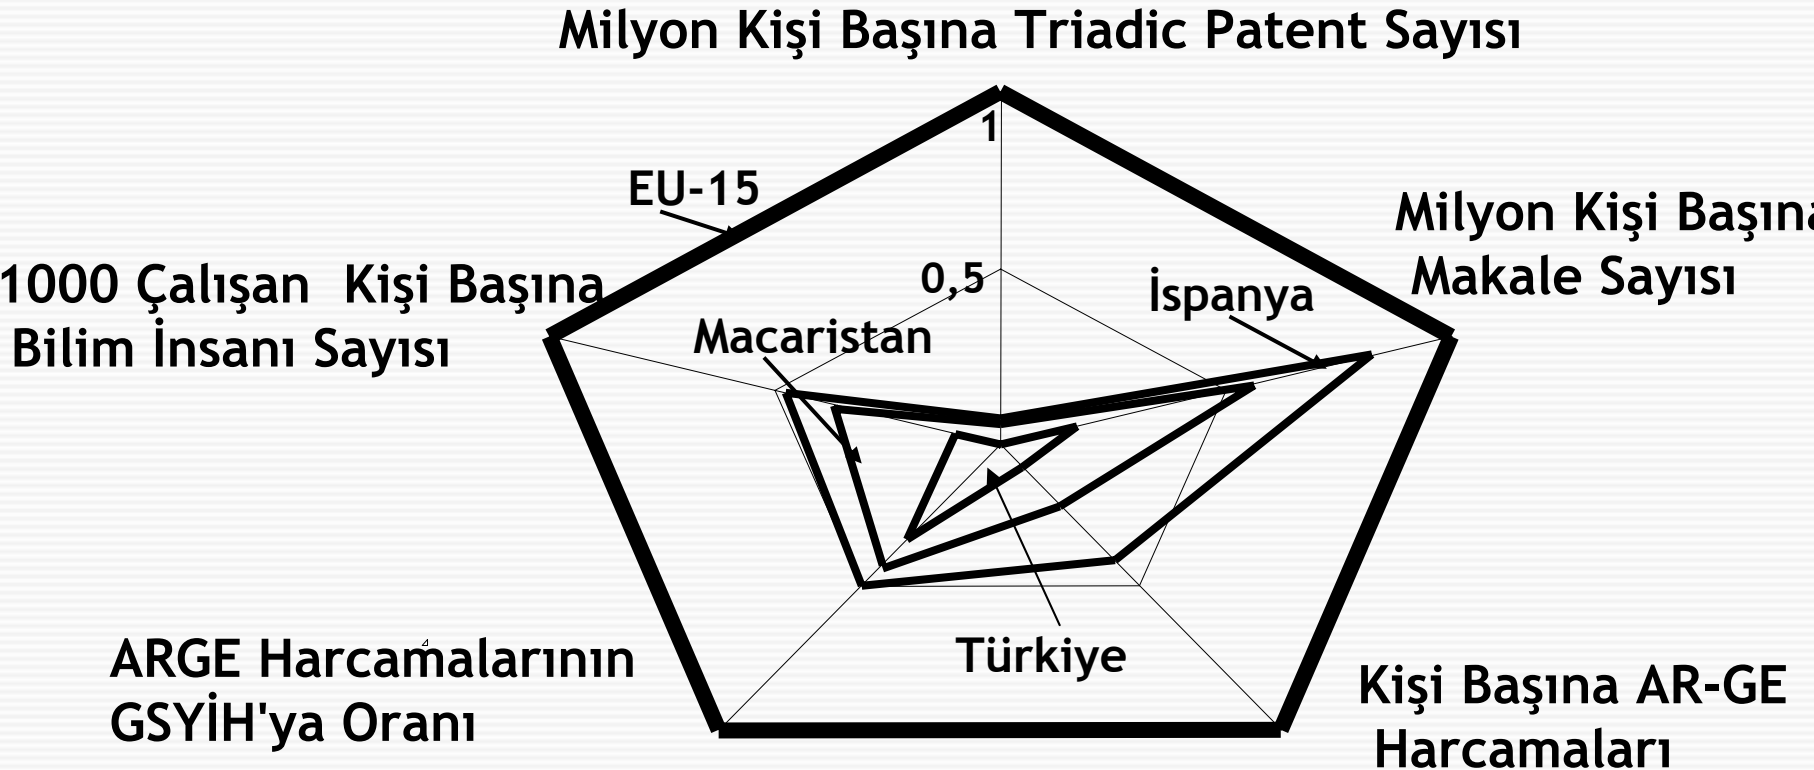 Milyon Kişi Başına Triadic Patent Sayısı
1
EU-15
Milyon Kişi Başına
Makale Sayısı
0,5
İspanya
1000 Çalışan  Kişi Başına
Bilim İnsanı Sayısı
Macaristan
Türkiye
ARGE Harcamalarının
GSYİH'ya Oranı
Kişi Başına AR-GE
Harcamaları